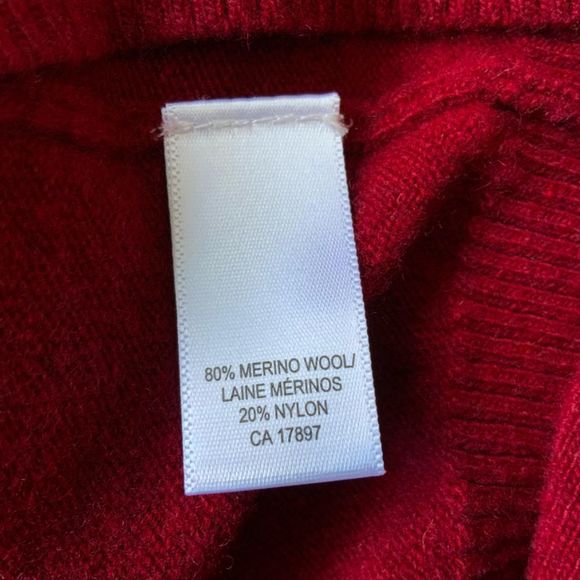 80% MERINO WOOL/
LAINE MÉRINOS
20% NYLON
CA 17897